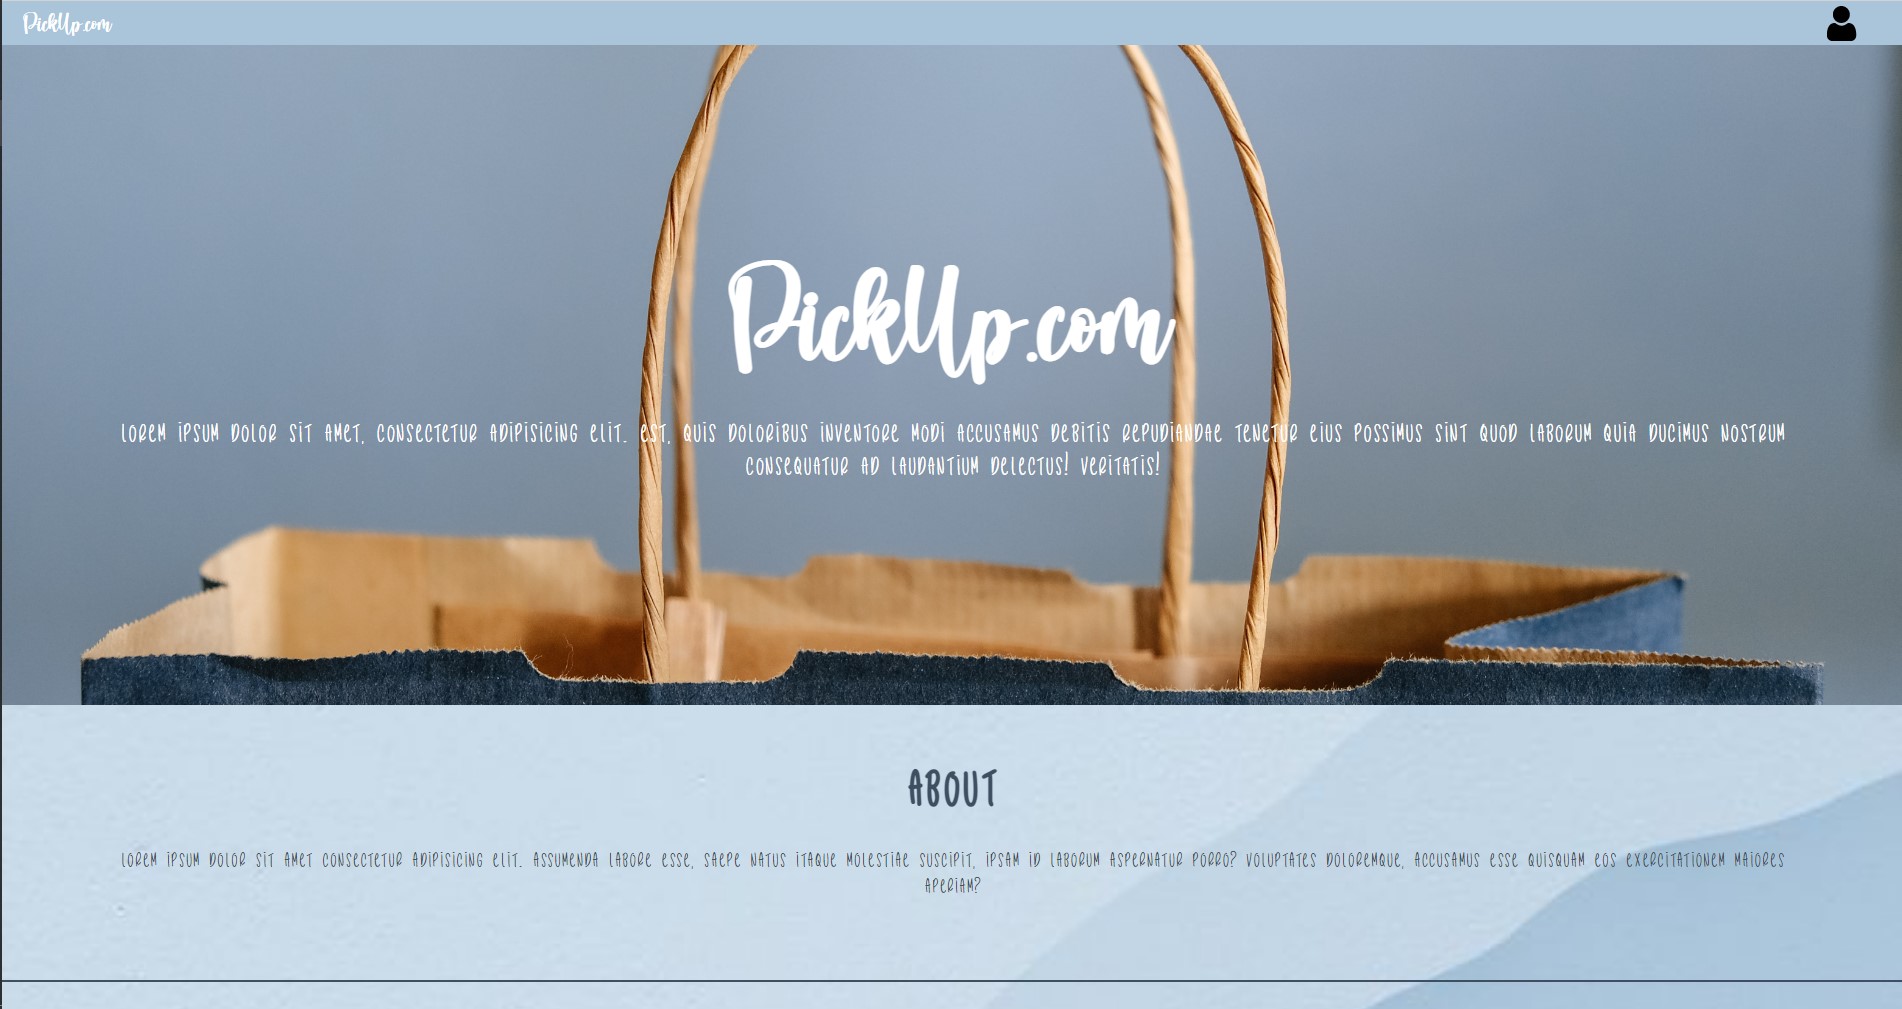 PickUp.com
PickUp.com
LOREM IPSUM DOLOR SIT AMET, CONSECTETUR ADIPISICING ELIT. EST, QUIS DOLORIBUS INVENTORE MODI ACCUSAMUS DEBITIS REPUDIANDAE TENETUR EIUS POSSIMUS SINT QUOD LABORUM QUIA DUCIMUS NOSTRUM
CONSEQUATUR AD LAUDANTIUM DELECTUS! VERITATIS!
ABOUT
LOREM IPSUM DOLOR SIT AMET CONSECTETUR ADIPISICING ELIT. ASSUMENDA LABORE ESSE, SAEPE NATUS ITAQUE MOLESTIAE SUSCIPIT, IPSAM ID LABORUM ASPERNATUR PORRO? VOLUPTATES DOLOREMQUE, ACCUSAMUS ESSE QUISQUAM EOS EXERCITATIONEM MAIORES
APERIAM?